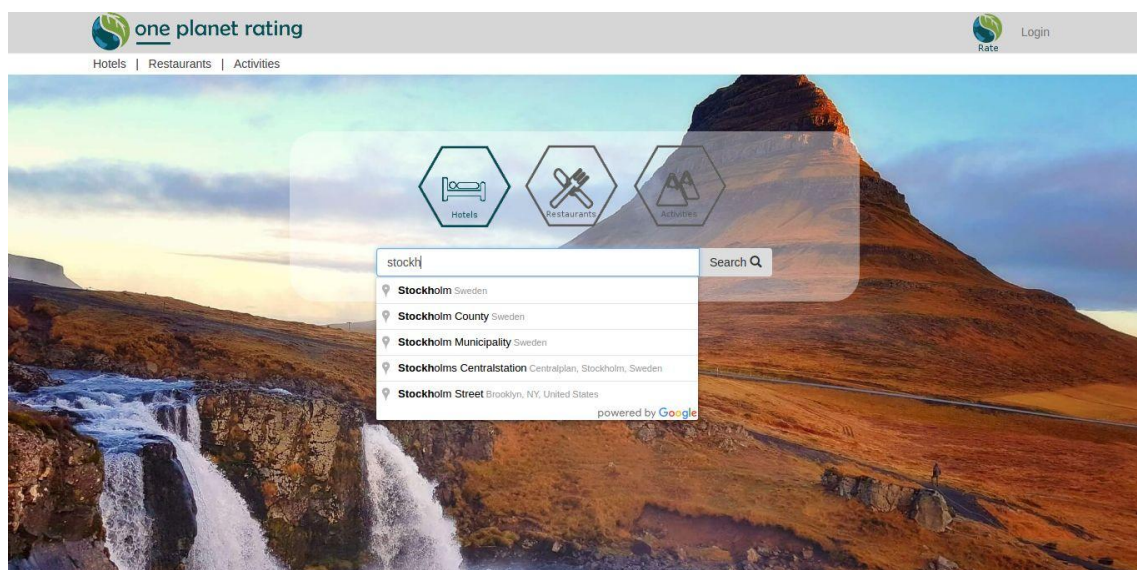 one planet rating
Rate
Login
Hotels | Restaurants | Activities
Hotels
Restaurants
Activities
stockh
Search
Stockholm Sweden
Stockholm County Sweden
Stockholm Municipality Sweden
Stockholms Centralstation Centralplan, Stockholm, Sweden
Stockholm Street Brooklyn, NY, United States
powered by Google